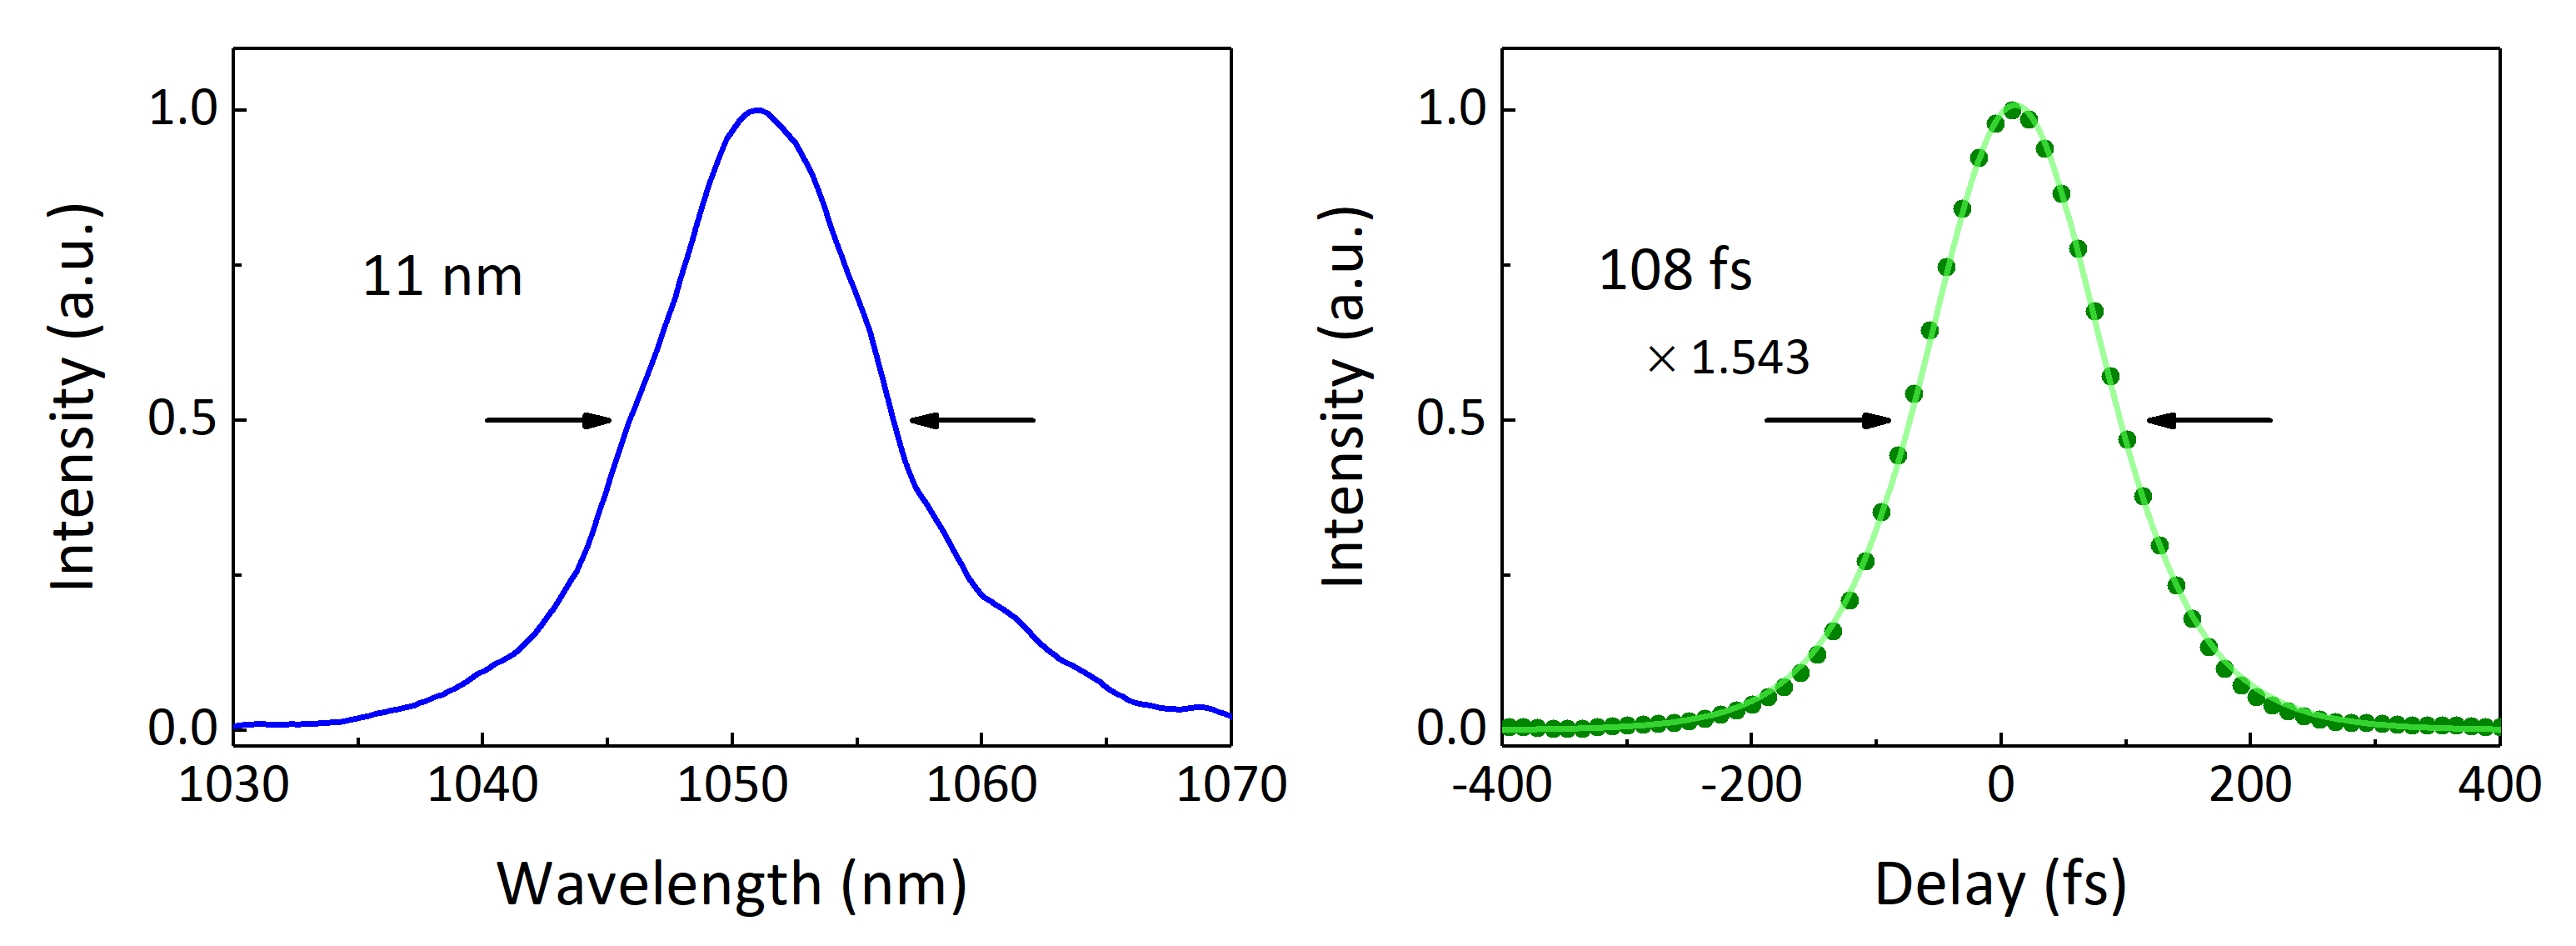 Intensity (a.u.)
1.0
0.5
0.0
11 nm
1030 1040 1050 1060 1070
Wavelength (nm)
Intensity (a.u.)
1.0
0.5
0.0
108 fs
× 1.543
-400 -200 0 200 400
Delay (fs)